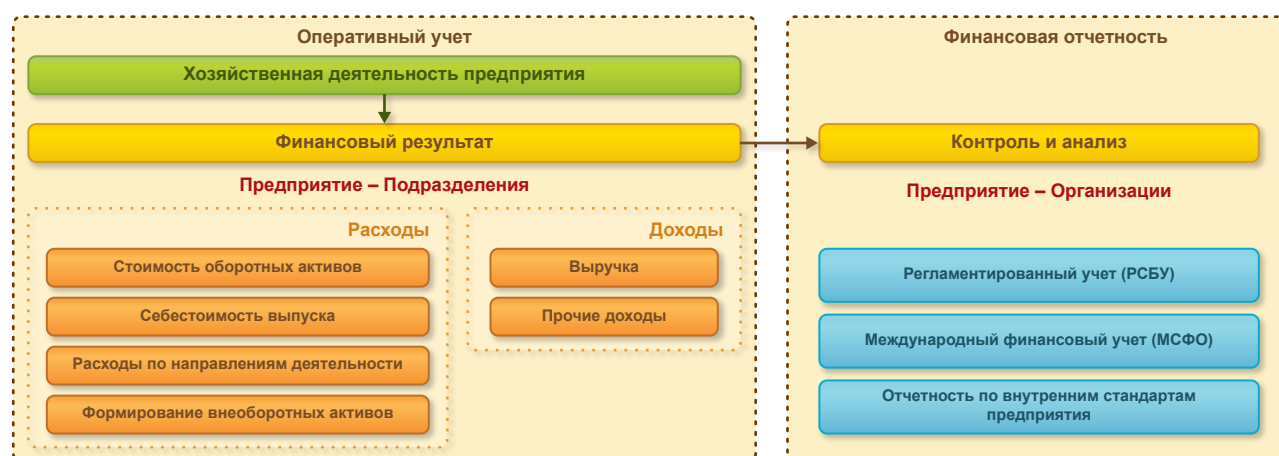 Оперативный учет
Хозяйственная деятельность предприятия
Финансовый результат
Предприятие – Подразделения
Расходы
Стоимость оборотных активов
Себестоимость выпуска
Расходы по направлениям деятельности
Формирование внеоборотных активов
Доходы
Выручка
Прочие доходы
Финансовая отчетность
Контроль и анализ
Предприятие – Организации
Регламентированный учет (РСБУ)
Международный финансовый учет (МСФО)
Отчетность по внутренним стандартам
предприятия